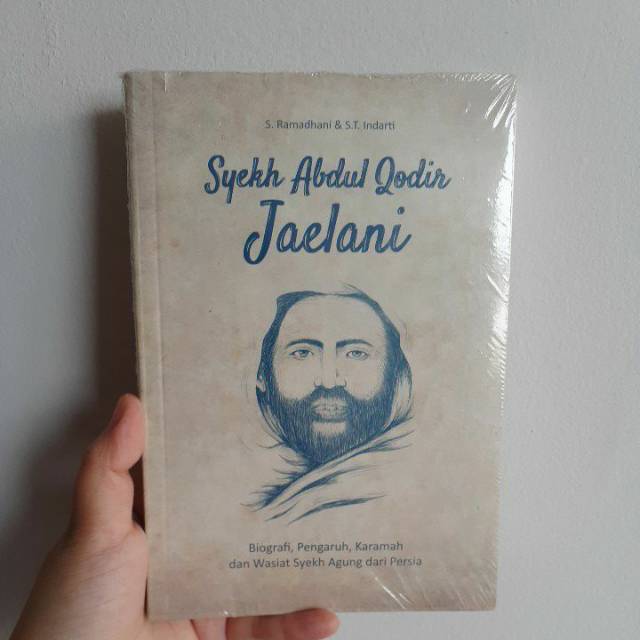 S. Ramadhani & S.T. Indarti
Syekh Abdul Qodir
Jaelani
Biografi, Pengaruh, Karamah
dan Wasiat Syekh Agung dari Persia